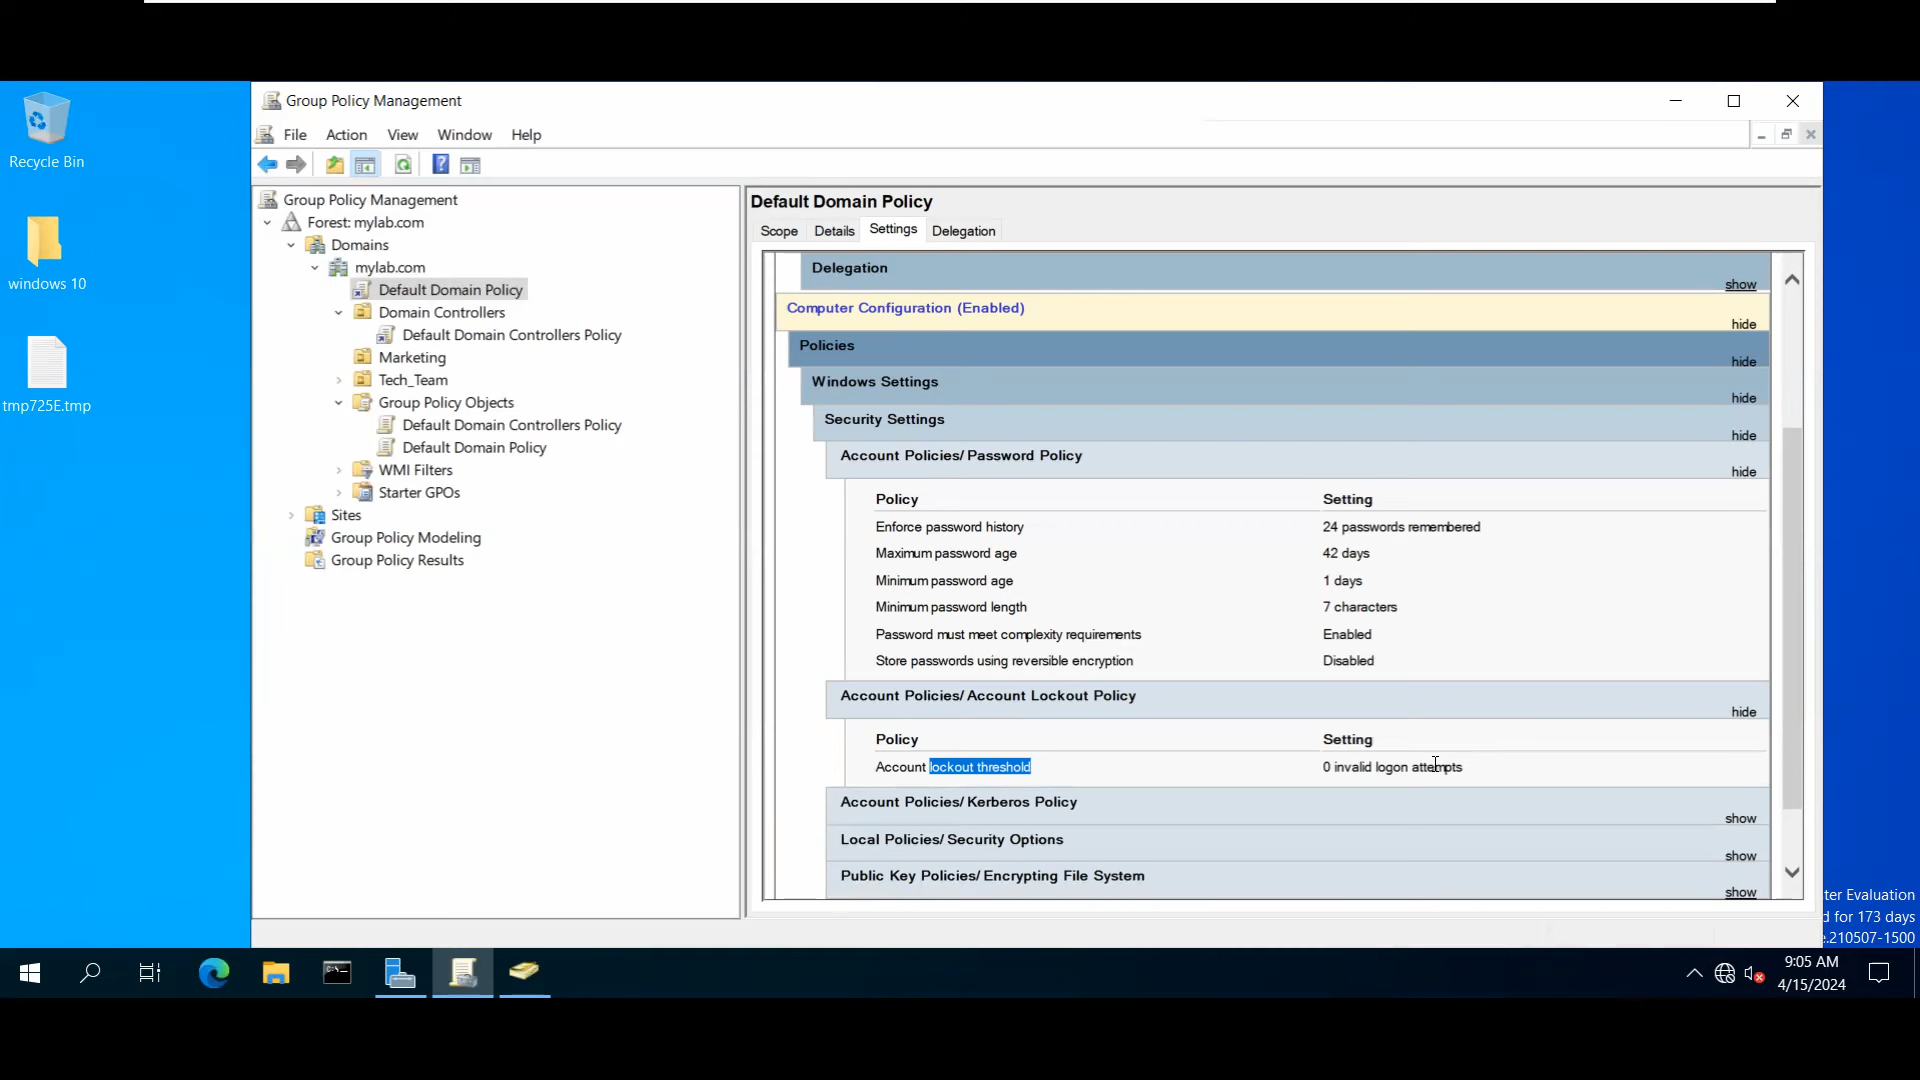 Recycle Bin
windows 10
tmp725E.tmp
Group Policy Management
File Action View Window Help
Group Policy Management
Forest: mylab.com
Domains
mylab.com
Default Domain Policy
Domain Controllers
Default Domain Controllers Policy
Marketing
Tech_Team
Group Policy Objects
Default Domain Controllers Policy
Default Domain Policy
WMI Filters
Starter GPOs
Sites
Group Policy Modeling
Group Policy Results
Default Domain Policy
Scope Details Settings Delegation
Delegation
show
Computer Configuration (Enabled)
hide
Policies
hide
Windows Settings
hide
Security Settings
hide
Account Policies/Password Policy
hide
Policy Setting
Enforce password history 24 passwords remembered
Maximum password age 42 days
Minimum password age 1 days
Minimum password length 7 characters
Password must meet complexity requirements Enabled
Store passwords using reversible encryption Disabled
Account Policies/Account Lockout Policy
hide
Policy Setting
Account lockout threshold 0 invalid logon attempts
Account Policies/Kerberos Policy
show
Local Policies/Security Options
show
Public Key Policies/Encrypting File System
show
ter Evaluation
d for 173 days
e.210507-1500
9:05 AM
4/15/2024